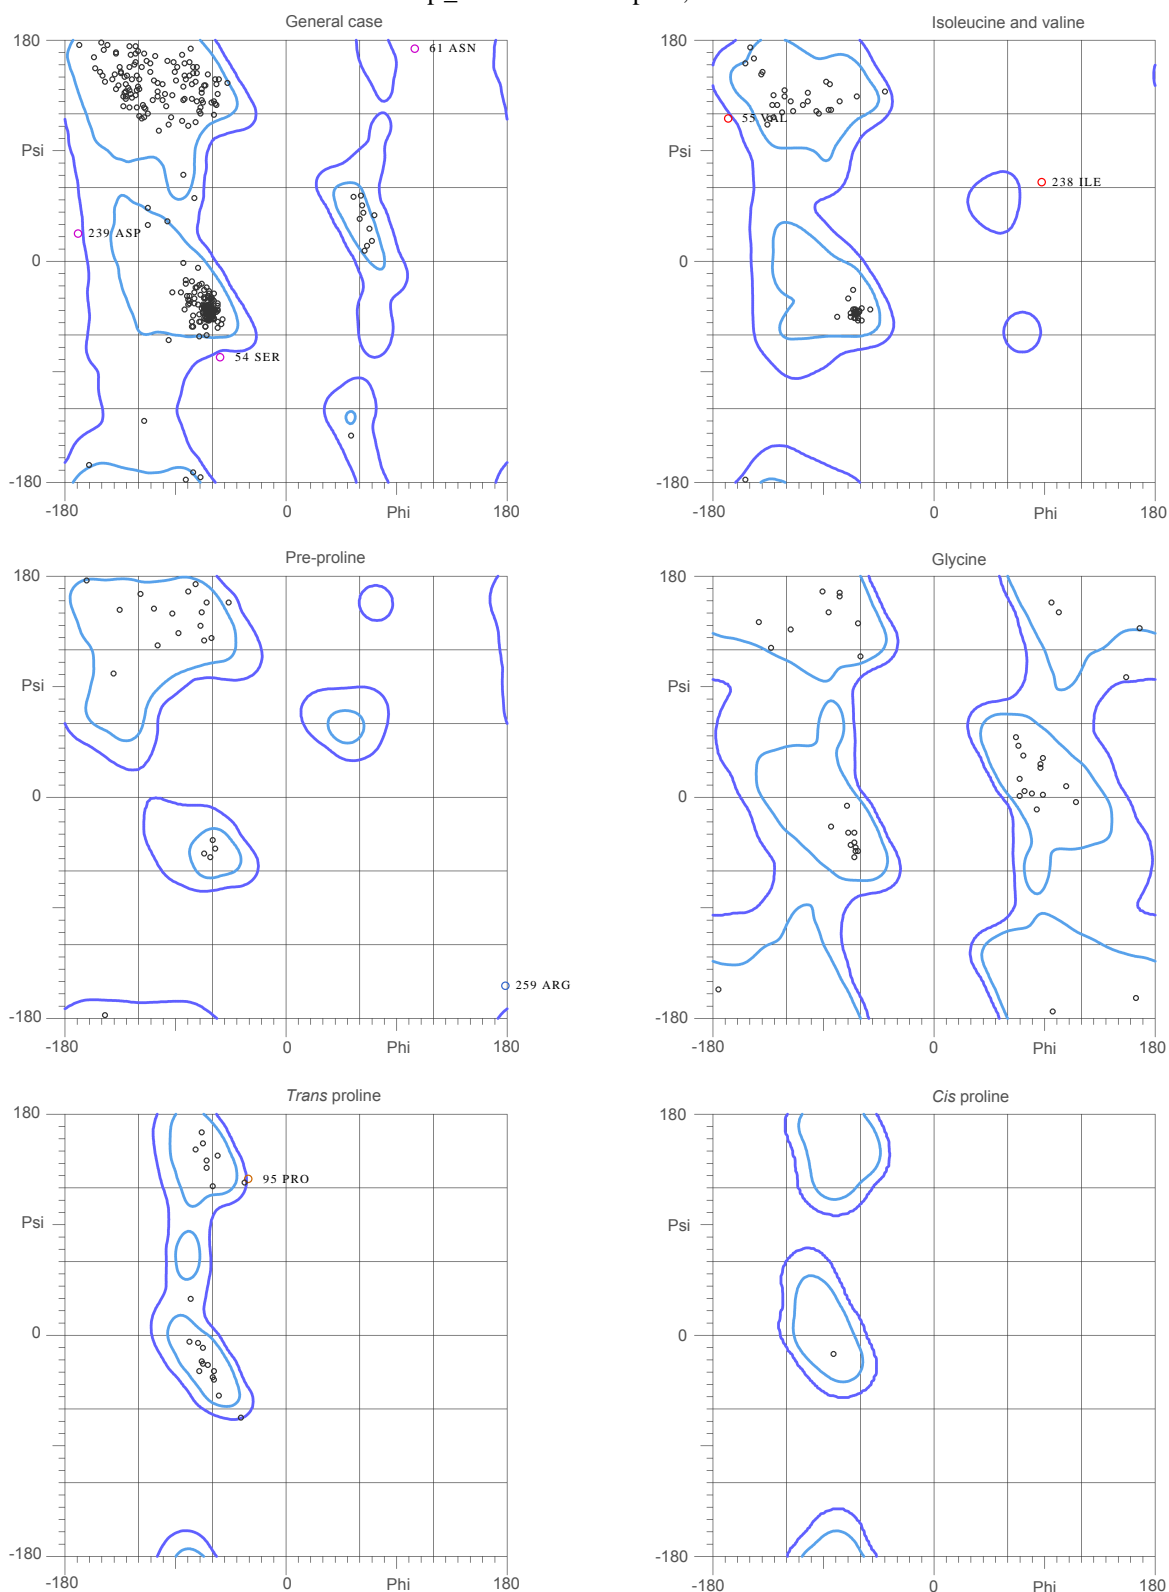 General case
180
61 ASN
Psi
239 ASP
0
54 SER
-180
-180
0
Phi
180
Isoleucine and valine
180
55 VAL
Psi
238 ILE
0
-180
-180
0
Phi
180
Pre-proline
180
Psi
0
259 ARG
-180
-180
0
Phi
180
Glycine
180
Psi
0
-180
-180
0
Phi
180
Trans proline
180
95 PRO
Psi
0
-180
-180
0
Phi
180
Cis proline
180
Psi
0
-180
-180
0
Phi
180